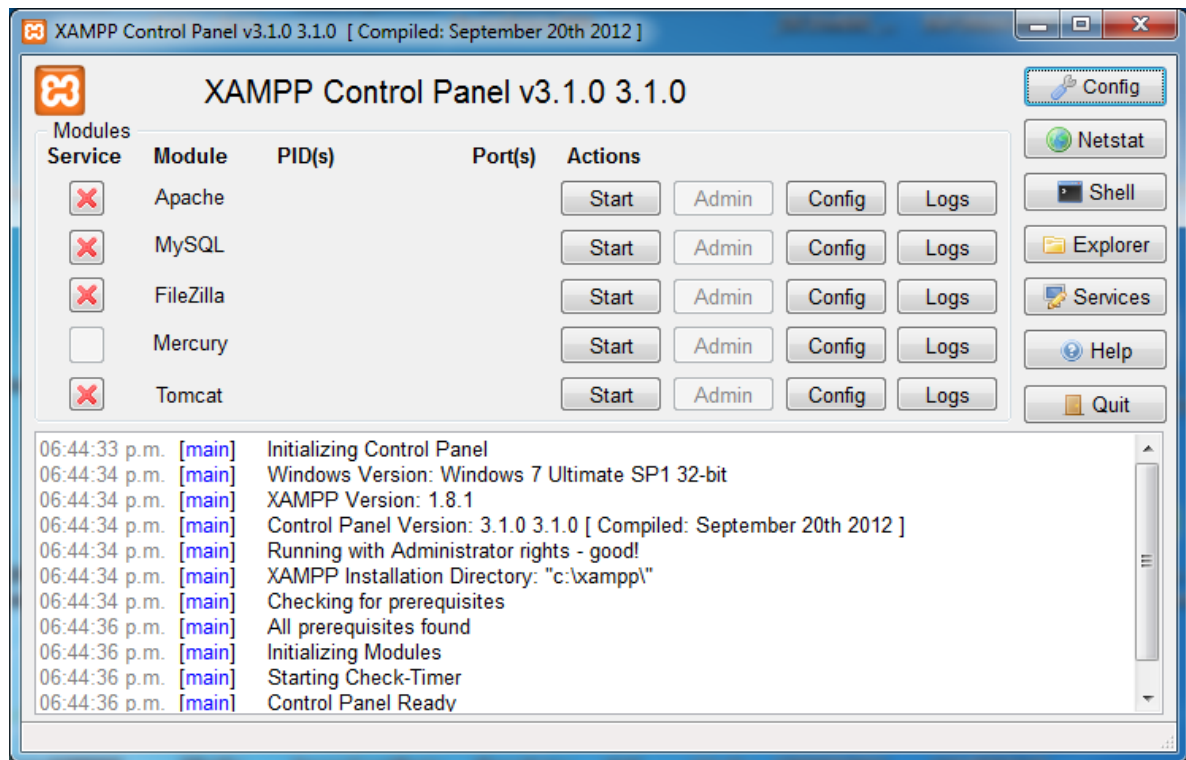 XAMPP Control Panel v3.1.0 3.1.0 [ Compiled: September 20th 2012 ]
XAMPP Control Panel v3.1.0 3.1.0
Config
Modules
Service Module PID(s) Port(s) Actions
Netstat
Apache Start Admin Config Logs
Shell
MySQL Start Admin Config Logs
Explorer
FileZilla Start Admin Config Logs
Services
Mercury Start Admin Config Logs
Help
Tomcat Start Admin Config Logs
Quit
06:44:33 p.m. [main] Initializing Control Panel
06:44:34 p.m. [main] Windows Version: Windows 7 Ultimate SP1 32-bit
06:44:34 p.m. [main] XAMPP Version: 1.8.1
06:44:34 p.m. [main] Control Panel Version: 3.1.0 3.1.0 [ Compiled: September 20th 2012 ]
06:44:34 p.m. [main] Running with Administrator rights - good!
06:44:34 p.m. [main] XAMPP Installation Directory: "c:\xampp\"
06:44:34 p.m. [main] Checking for prerequisites
06:44:36 p.m. [main] All prerequisites found
06:44:36 p.m. [main] Initializing Modules
06:44:36 p.m. [main] Starting Check-Timer
06:44:36 p.m. [main] Control Panel Ready